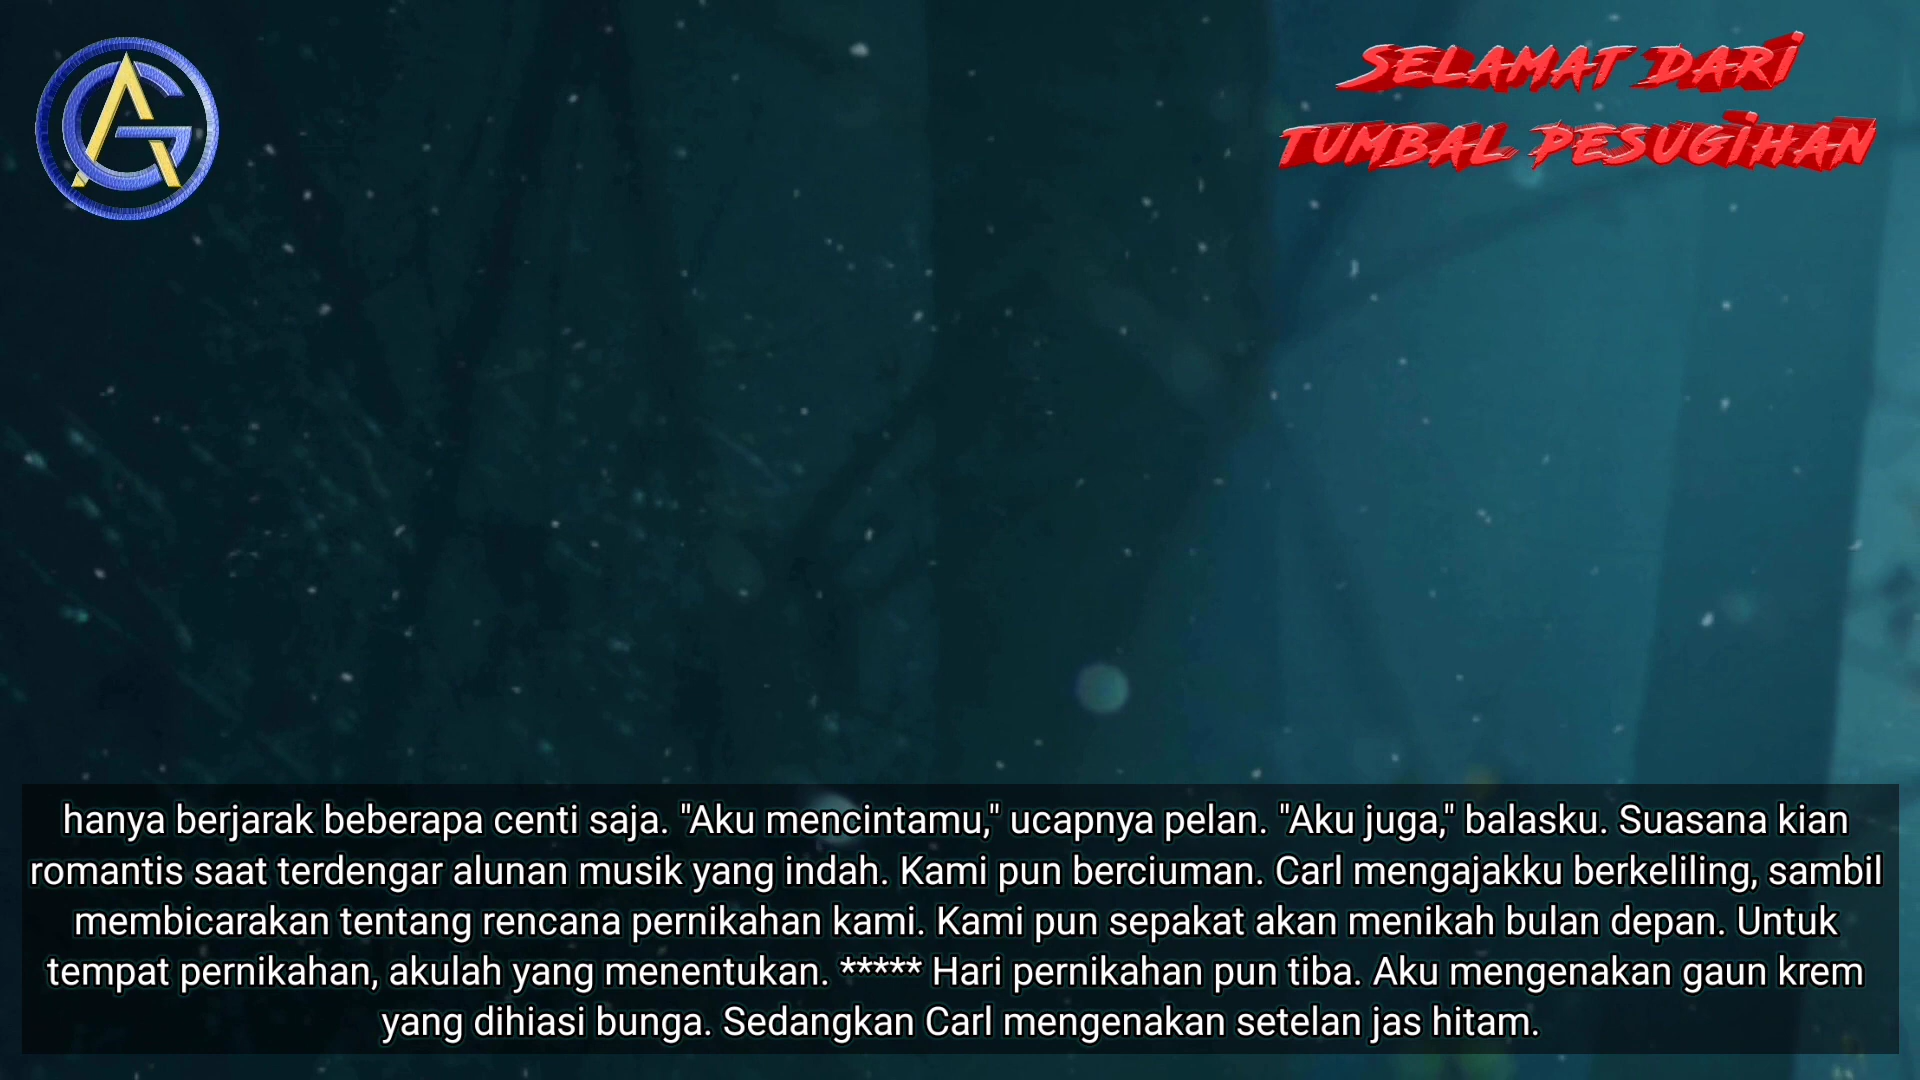 SELAMAT DARI
TUMBAL PESUGIHAN
hanya berjarak beberapa centi saja. "Aku mencintamu," ucapnya pelan. "Aku juga," balasku. Suasana kian
romantis saat terdengar alunan musik yang indah. Kami pun berciuman. Carl mengajakku berkeliling, sambil
membicarakan tentang rencana pernikahan kami. Kami pun sepakat akan menikah bulan depan. Untuk
tempat pernikahan, akulah yang menentukan. ***** Hari pernikahan pun tiba. Aku mengenakan gaun krem
yang dihiasi bunga. Sedangkan Carl mengenakan setelan jas hitam.